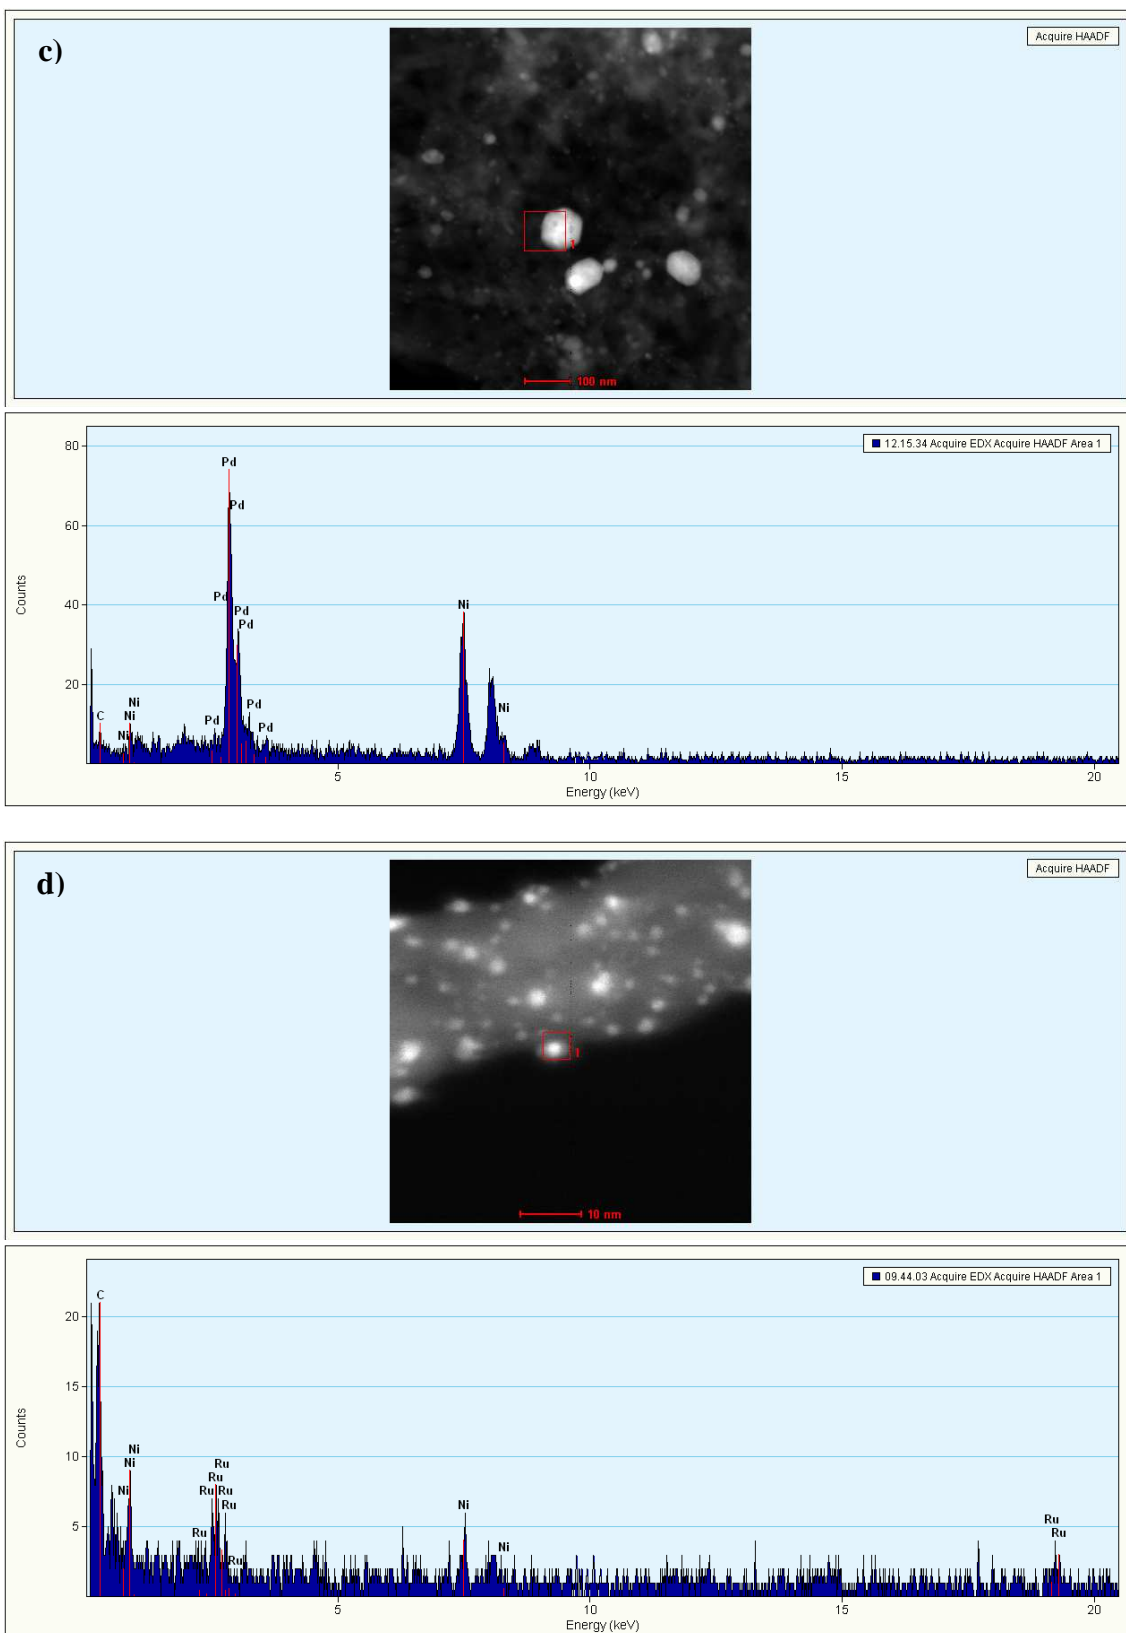 c)
Acquire HAADF
1
100 nm
12.15.34 Acquire EDX Acquire HAADF Area 1
80
60
40
20
Counts
Pd
Pd
Pd
Pd
Pd
Pd
Pd
Pd
C
Ni
Ni
Ni
Ni
Ni
5
10
15
20
Energy (keV)
d)
Acquire HAADF
1
10 nm
09.44.03 Acquire EDX Acquire HAADF Area 1
20
15
10
5
Counts
C
Ni
Ni
Ni
Ru
Ru
Ru
Ru
Ru
Ru
Ru
Ni
Ni
Ru
Ru
5
10
15
20
Energy (keV)